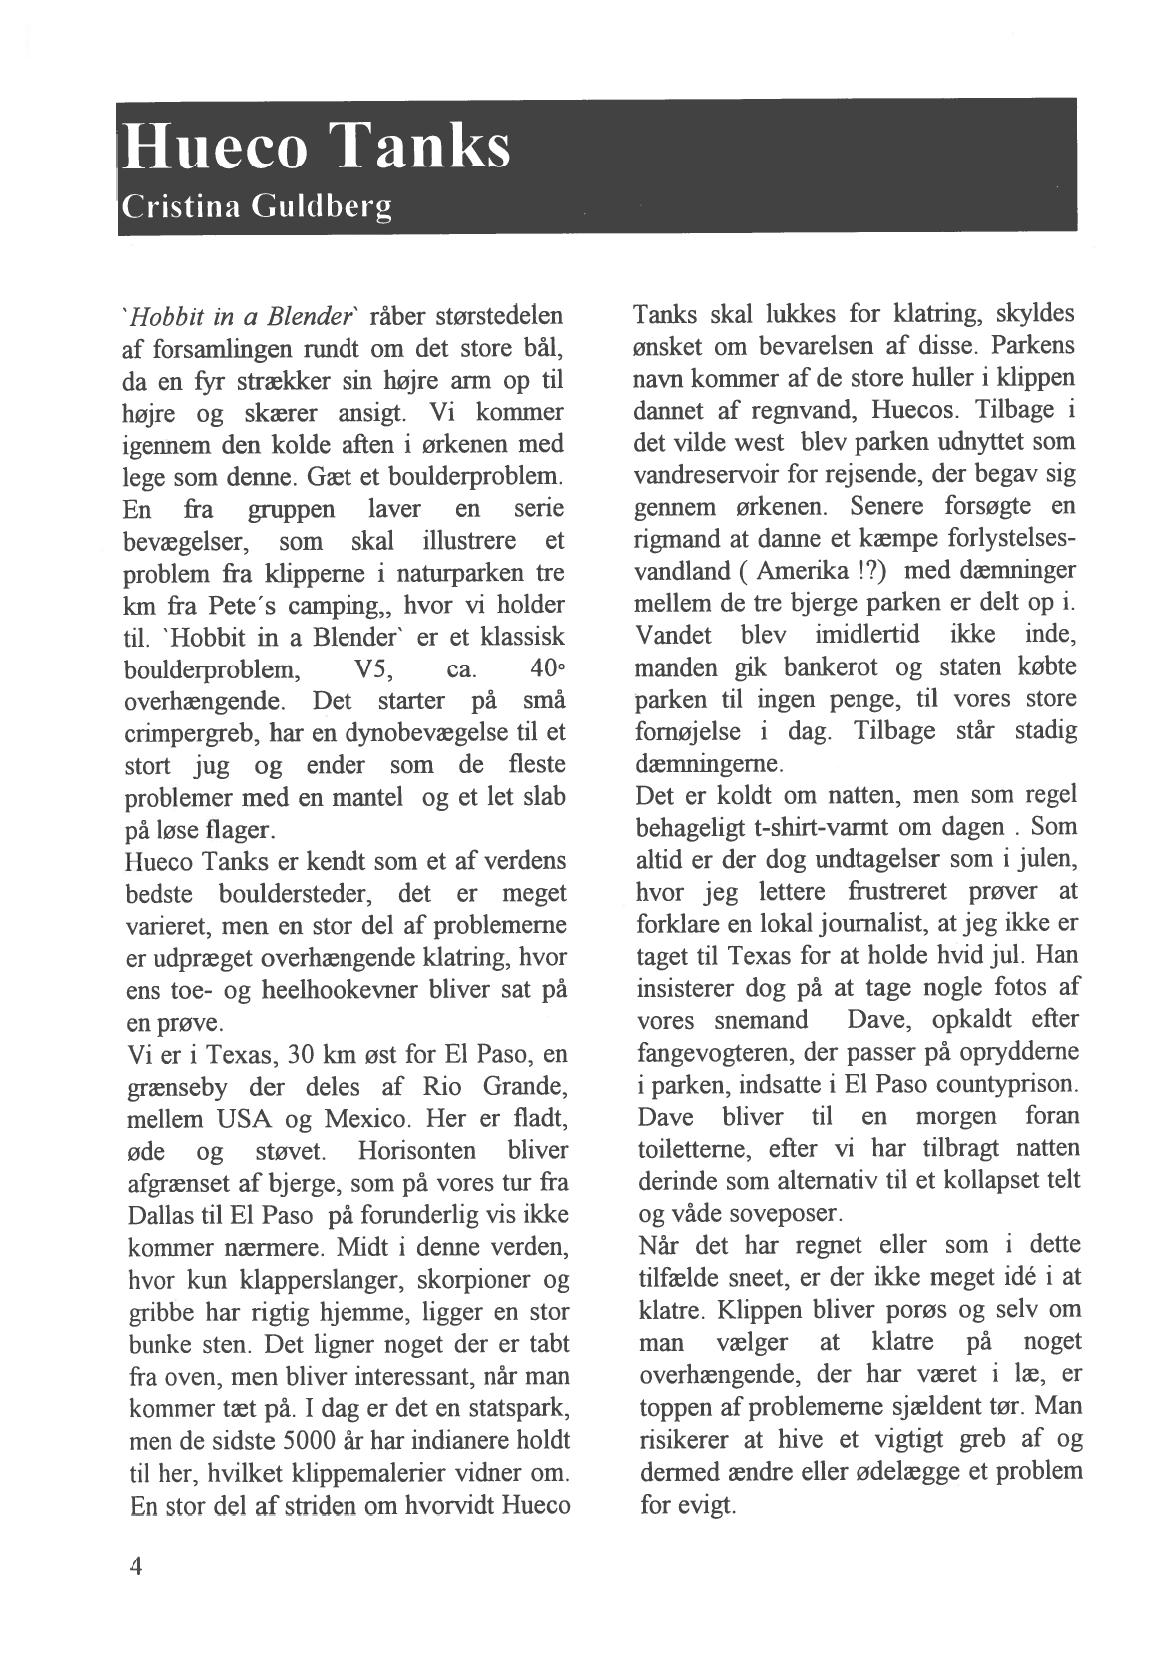 Hueco Tanks
Cristina Guldberg
`Hobbit in a Blender` råber størstedelen
af forsamlingen rundt om det store bål,
da en fyr strækker sin højre arm op til
højre og skærer ansigt. Vi kommer
igennem den kolde aften i ørkenen med
lege som denne. Gæt et boulderproblem.
En fra gruppen laver en serie
bevægelser, som skal illustrere et
problem fra klipperne i naturparken tre
km fra Pete´s camping,, hvor vi holder
til. `Hobbit in a Blender` er et klassisk
boulderproblem, V5, ca. 40°
overhængende. Det starter på små
crimpergreb, har en dynobevægelse til et
stort jug og ender som de fleste
problemer med en mantel og et let slab
på løse flager.
Hueco Tanks er kendt som et af verdens
bedste bouldersteder, det er meget
varieret, men en stor del af problemerne
er udpræget overhængende klatring, hvor
ens toe- og heelhookevner bliver sat på
en prøve.
Vi er i Texas, 30 km øst for El Paso, en
grænseby der deles af Rio Grande,
mellem USA og Mexico. Her er fladt,
øde og støvet. Horisonten bliver
afgrænset af bjerge, som på vores tur fra
Dallas til El Paso på forunderlig vis ikke
kommer nærmere. Midt i denne verden,
hvor kun klapperslanger, skorpioner og
gribbe har rigtig hjemme, ligger en stor
bunke sten. Det ligner noget der er tabt
fra oven, men bliver interessant, når man
kommer tæt på. I dag er det en statspark,
men de sidste 5000 år har indianere holdt
til her, hvilket klippemalerier vidner om.
En stor del af striden om hvorvidt Hueco
Tanks skal lukkes for klatring, skyldes
ønsket om bevarelsen af disse. Parkens
navn kommer af de store huller i klippen
dannet af regnvand, Huecos. Tilbage i
det vilde west blev parken udnyttet som
vandreservoir for rejsende, der begav sig
gennem ørkenen. Senere forsøgte en
rigmand at danne et kæmpe forlystelses-
vandland ( Amerika !?) med dæmninger
mellem de tre bjerge parken er delt op i.
Vandet blev imidlertid ikke inde,
manden gik bankerot og staten købte
parken til ingen penge, til vores store
fornøjelse i dag. Tilbage står stadig
dæmningerne.
Det er koldt om natten, men som regel
behageligt t-shirt-varmt om dagen . Som
altid er der dog undtagelser som i julen,
hvor jeg lettere frustreret prøver at
forklare en lokal journalist, at jeg ikke er
taget til Texas for at holde hvid jul. Han
insisterer dog på at tage nogle fotos af
vores snemand Dave, opkaldt efter
fangevogteren, der passer på oprydderne
i parken, indsatte i El Paso countyprison.
Dave bliver til en morgen foran
toiletterne, efter vi har tilbragt natten
derinde som alternativ til et kollapset telt
og våde soveposer.
Når det har regnet eller som i dette
tilfælde sneet, er der ikke meget idé i at
klatre. Klippen bliver porøs og selv om
man vælger at klatre på noget
overhængende, der har været i læ, er
toppen af problemerne sjældent tør. Man
risikerer at hive et vigtigt greb af og
dermed ændre eller ødelægge et problem
for evigt.
4